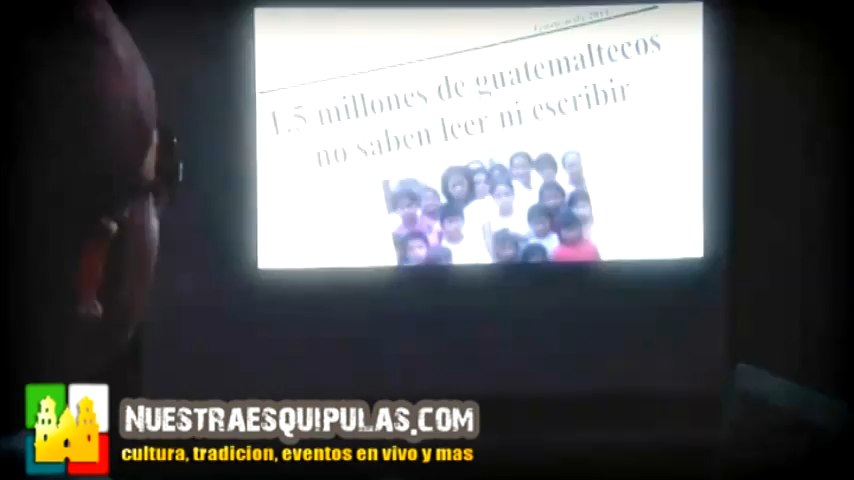 1.5 millones de guatemaltecos
no saben leer ni escribir
NUESTRAESQUIPULAS.COM
cultura, tradicion, eventos en vivo y mas